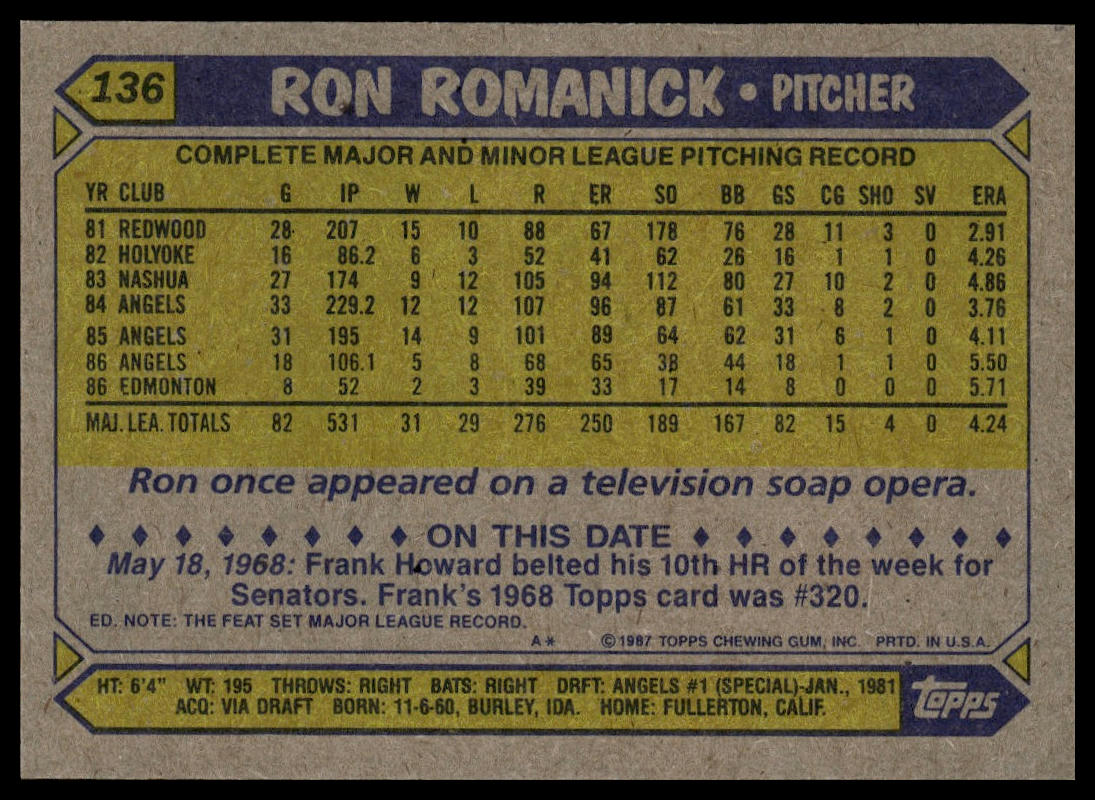 136 RON ROMANICK • PITCHER
COMPLETE MAJOR AND MINOR LEAGUE PITCHING RECORD
YR CLUB G IP W L R ER SO BB GS CG SHO SV ERA
81 REDWOOD 28 207 15 10 88 67 178 76 28 11 3 0 2.91
82 HOLYOKE 16 86.2 6 3 52 41 62 26 16 1 1 0 4.26
83 NASHUA 27 174 9 12 105 94 112 80 27 10 2 0 4.86
84 ANGELS 33 229.2 12 12 107 96 87 61 33 8 2 0 3.76
85 ANGELS 31 195 14 9 101 89 64 62 31 6 1 0 4.11
86 ANGELS 18 106.1 5 8 68 65 38 44 18 1 1 0 5.50
86 EDMONTON 8 52 2 3 39 33 17 14 8 0 0 0 5.71
MAJ. LEA. TOTALS 82 531 31 29 276 250 189 167 82 15 4 0 4.24
Ron once appeared on a television soap opera.
♦ ♦ ♦ ♦ ♦ ♦ ♦ ♦ ON THIS DATE ♦ ♦ ♦ ♦ ♦ ♦ ♦ ♦
May 18, 1968: Frank Howard belted his 10th HR of the week for
Senators. Frank's 1968 Topps card was #320.
ED. NOTE: THE FEAT SET MAJOR LEAGUE RECORD.
A* ©1987 TOPPS CHEWING GUM, INC. PRTD. IN U.S.A.
HT: 6'4" WT: 195 THROWS: RIGHT BATS: RIGHT DRFT: ANGELS #1 (SPECIAL)-JAN., 1981
ACQ: VIA DRAFT BORN: 11-6-60, BURLEY, IDA. HOME: FULLERTON, CALIF.
TOPPS